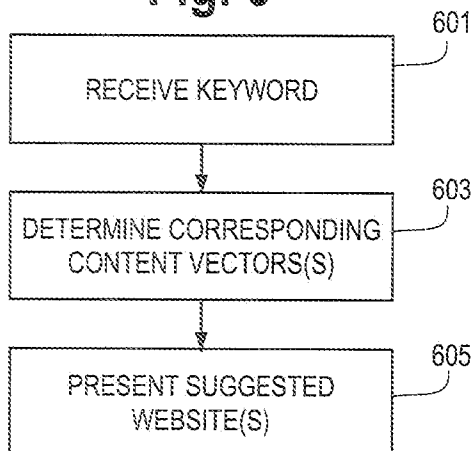 601
RECEIVE KEYWORD
603
DETERMINE CORRESPONDING
CONTENT VECTORS(S)
605
PRESENT SUGGESTED
WEBSITE(S)